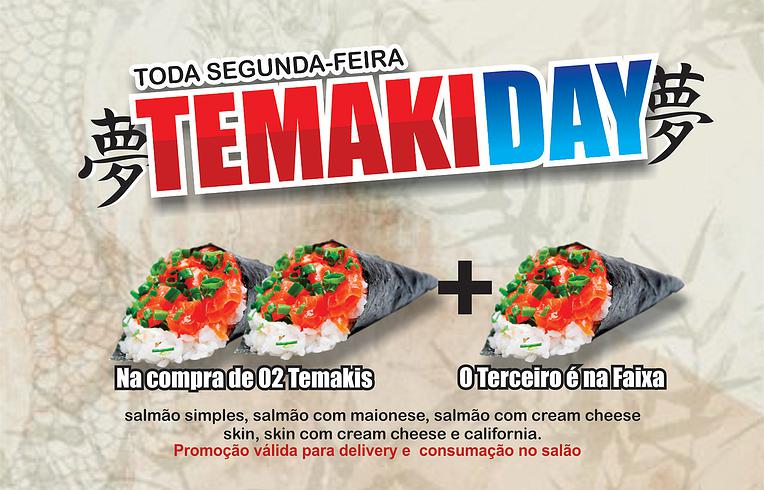 TODA SEGUNDA-FEIRA
夢 TEMAKI DAY 夢
+
Na compra de 02 Temakis
O Terceiro é na Faixa
salmão simples, salmão com maionese, salmão com cream cheese
skin, skin com cream cheese e california.
Promoção válida para delivery e consumação no salão